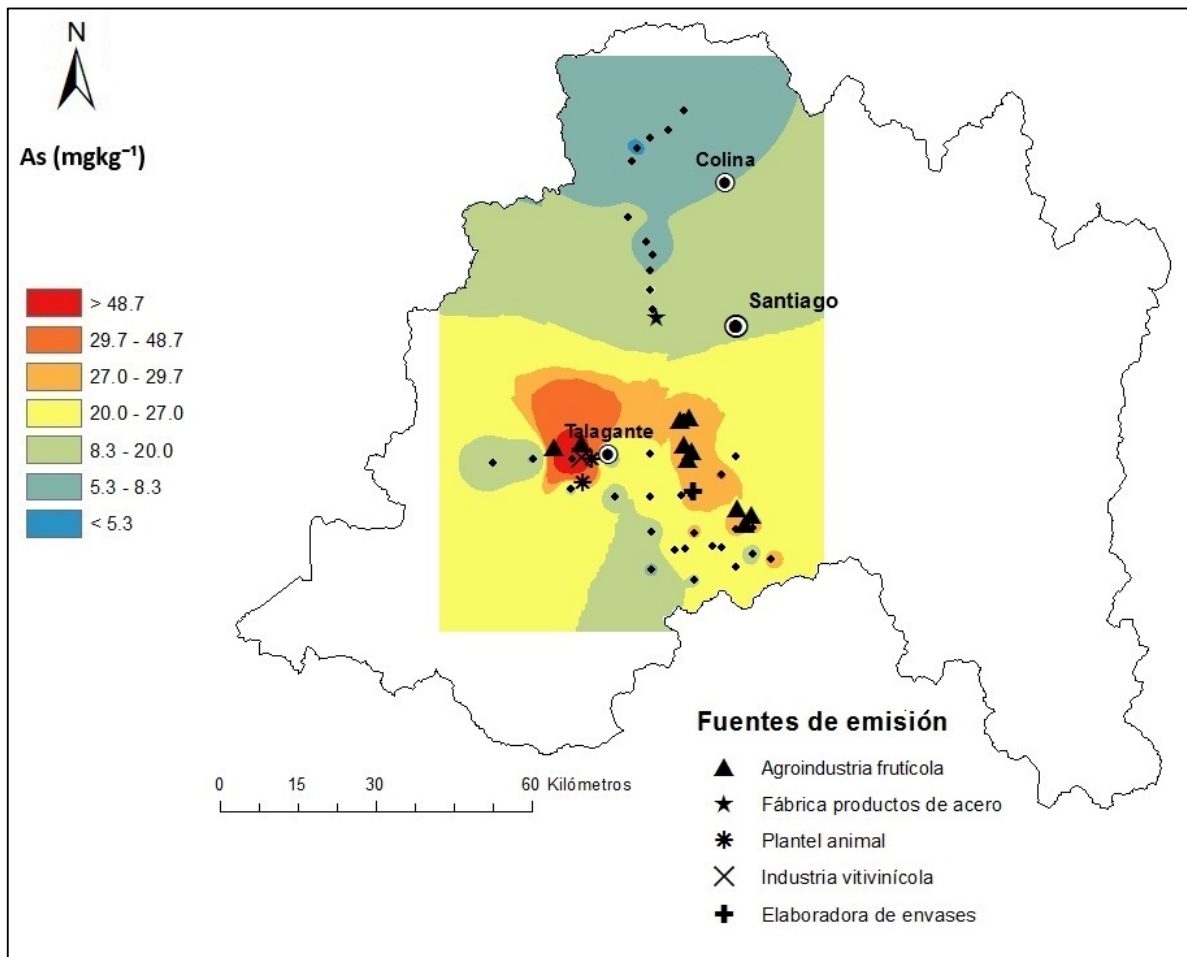 N
As (mgkg⁻¹)
> 48.7
29.7 - 48.7
27.0 - 29.7
20.0 - 27.0
8.3 - 20.0
5.3 - 8.3
< 5.3
Colina
Santiago
Talagante
0 15 30 60 Kilómetros
Fuentes de emisión
Agroindustria frutícola
Fábrica productos de acero
Plantel animal
Industria vitivinícola
Elaboradora de envases